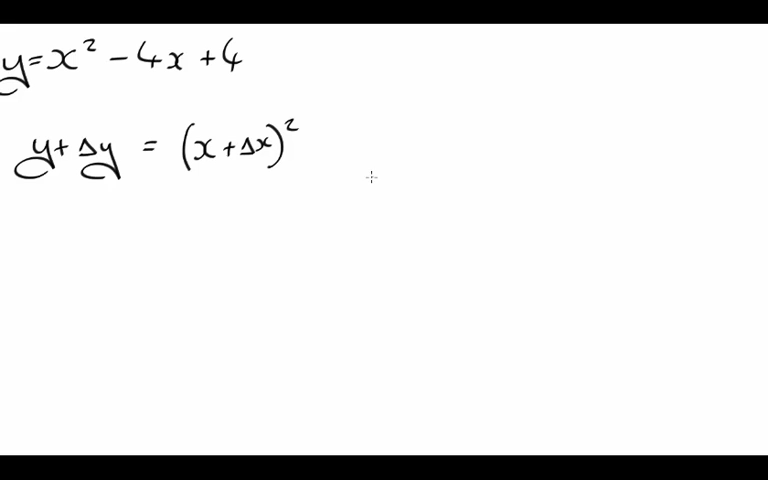 y=x² - 4x + 4
y + Δy = (x + Δx)²